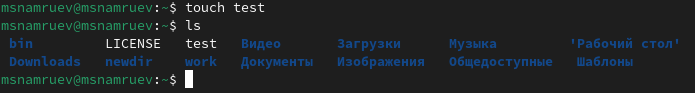 msnamruev@msnamruev:~$ touch test
msnamruev@msnamruev:~$ ls
bin LICENSE test Видео Загрузки Музыка 'Рабочий стол'
Downloads newdir work Документы Изображения Общедоступные Шаблоны
msnamruev@msnamruev:~$